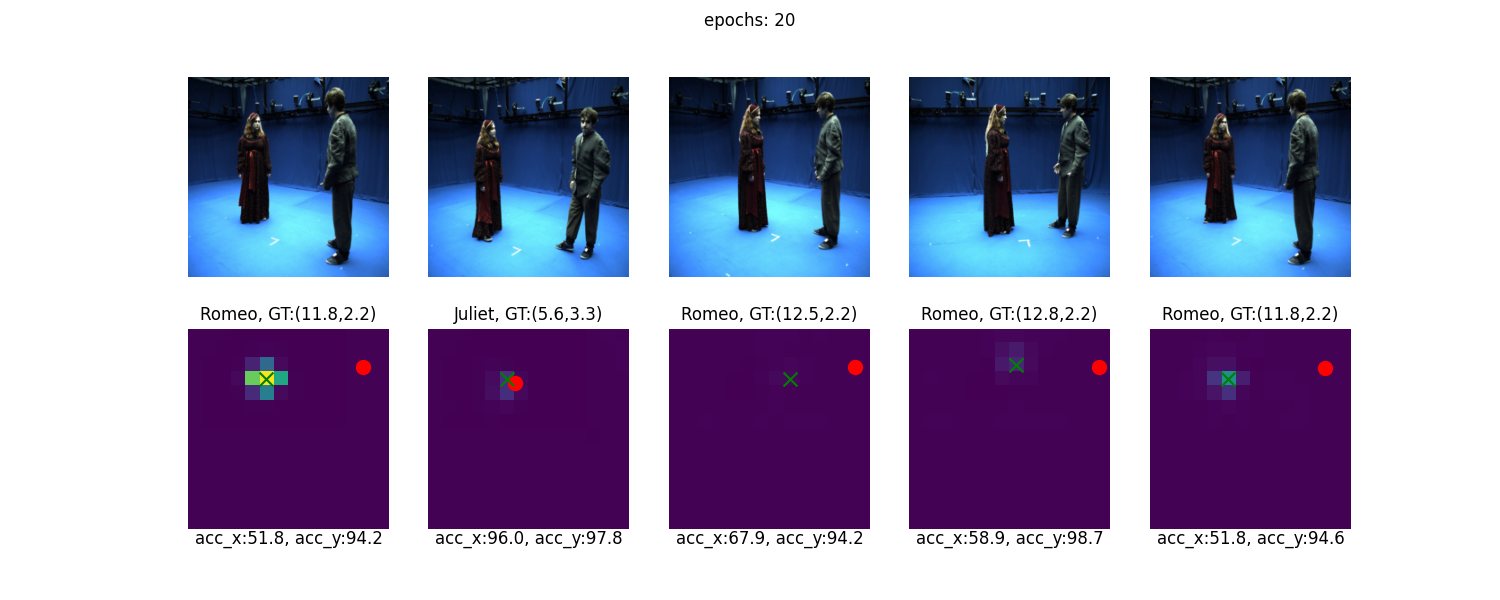 epochs: 20
Romeo, GT:(11.8,2.2)
Juliet, GT:(5.6,3.3)
Romeo, GT:(12.5,2.2)
Romeo, GT:(12.8,2.2)
Romeo, GT:(11.8,2.2)
acc_x:51.8, acc_y:94.2
acc_x:96.0, acc_y:97.8
acc_x:67.9, acc_y:94.2
acc_x:58.9, acc_y:98.7
acc_x:51.8, acc_y:94.6